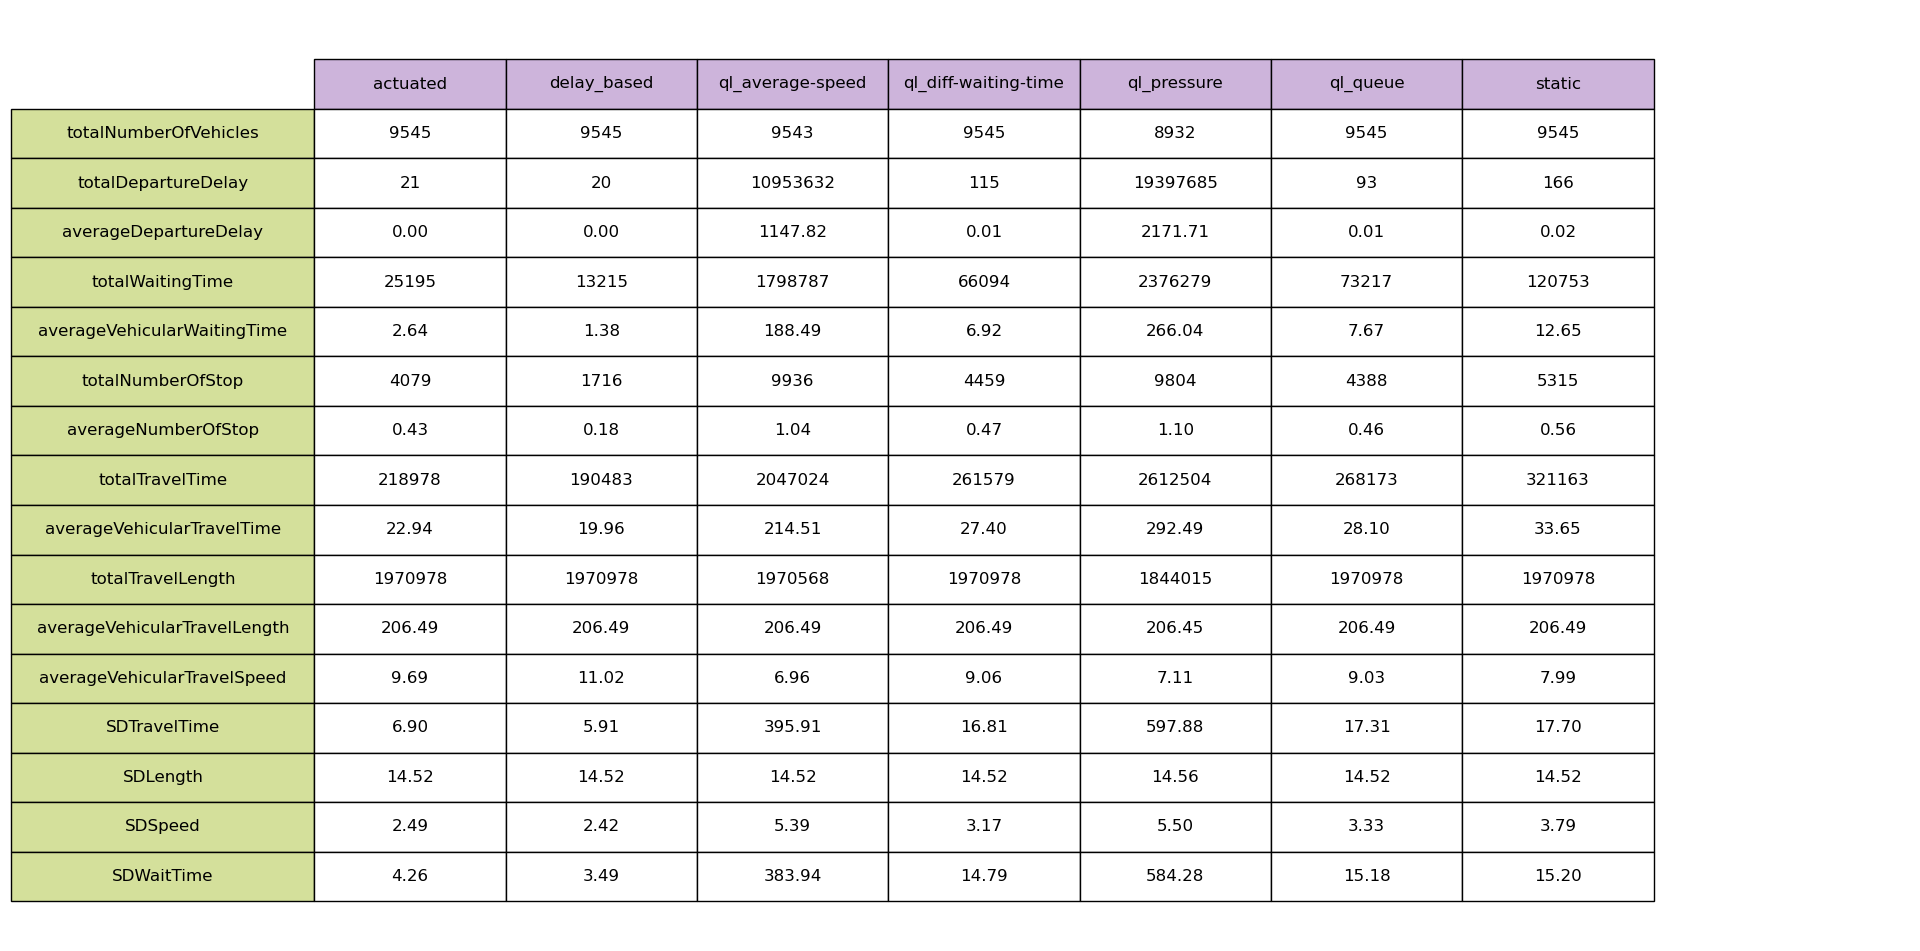 actuated delay_based ql_average-speed ql_diff-waiting-time ql_pressure ql_queue static
totalNumberOfVehicles 9545 9545 9543 9545 8932 9545 9545
totalDepartureDelay 21 20 10953632 115 19397685 93 166
averageDepartureDelay 0.00 0.00 1147.82 0.01 2171.71 0.01 0.02
totalWaitingTime 25195 13215 1798787 66094 2376279 73217 120753
averageVehicularWaitingTime 2.64 1.38 188.49 6.92 266.04 7.67 12.65
totalNumberOfStop 4079 1716 9936 4459 9804 4388 5315
averageNumberOfStop 0.43 0.18 1.04 0.47 1.10 0.46 0.56
totalTravelTime 218978 190483 2047024 261579 2612504 268173 321163
averageVehicularTravelTime 22.94 19.96 214.51 27.40 292.49 28.10 33.65
totalTravelLength 1970978 1970978 1970568 1970978 1844015 1970978 1970978
averageVehicularTravelLength 206.49 206.49 206.49 206.49 206.45 206.49 206.49
averageVehicularTravelSpeed 9.69 11.02 6.96 9.06 7.11 9.03 7.99
SDTravelTime 6.90 5.91 395.91 16.81 597.88 17.31 17.70
SDLength 14.52 14.52 14.52 14.52 14.56 14.52 14.52
SDSpeed 2.49 2.42 5.39 3.17 5.50 3.33 3.79
SDWaitTime 4.26 3.49 383.94 14.79 584.28 15.18 15.20